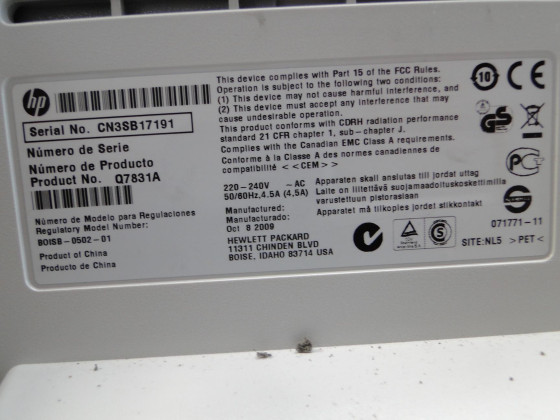 hp
Serial No. CN3SB17191
Número de Serie
Número de Producto
Product No. Q7831A
Número de Modelo para Regulaciones
Regulatory Model Number:
BOISB-0502-01
Product of China
Producto de China
This device complies with Part 15 of the FCC Rules.
Operation is subject to the following two conditions:
(1) This device may not cause harmful interference, and
(2) This device must accept any interference that may
cause undesirable operation.
This product conforms with CDRH radiation performance
standard 21 CFR chapter 1, sub-chapter J.
Complies with the Canadian EMC Class A requirements.
Conforme à la Classe A des normes canadiennes de
compatibilité <<CEM>>
220-240V ~AC
50/60Hz,4.5A (4.5A)
Apparaten skall anslutas till jordat uttag
Laite on liitettävä suojamaadoituskoskettimilla
varustettuun pistorasiaan
Apparatet må tilkoples jordet stikkontakt
Manufactured:
Manufacturado:
Oct 8 2009
HEWLETT PACKARD
11311 CHINDEN BLVD
BOISE, IDAHO 83714 USA
10
CE
GS
S
071771-11
SITE:NL5 >PET<